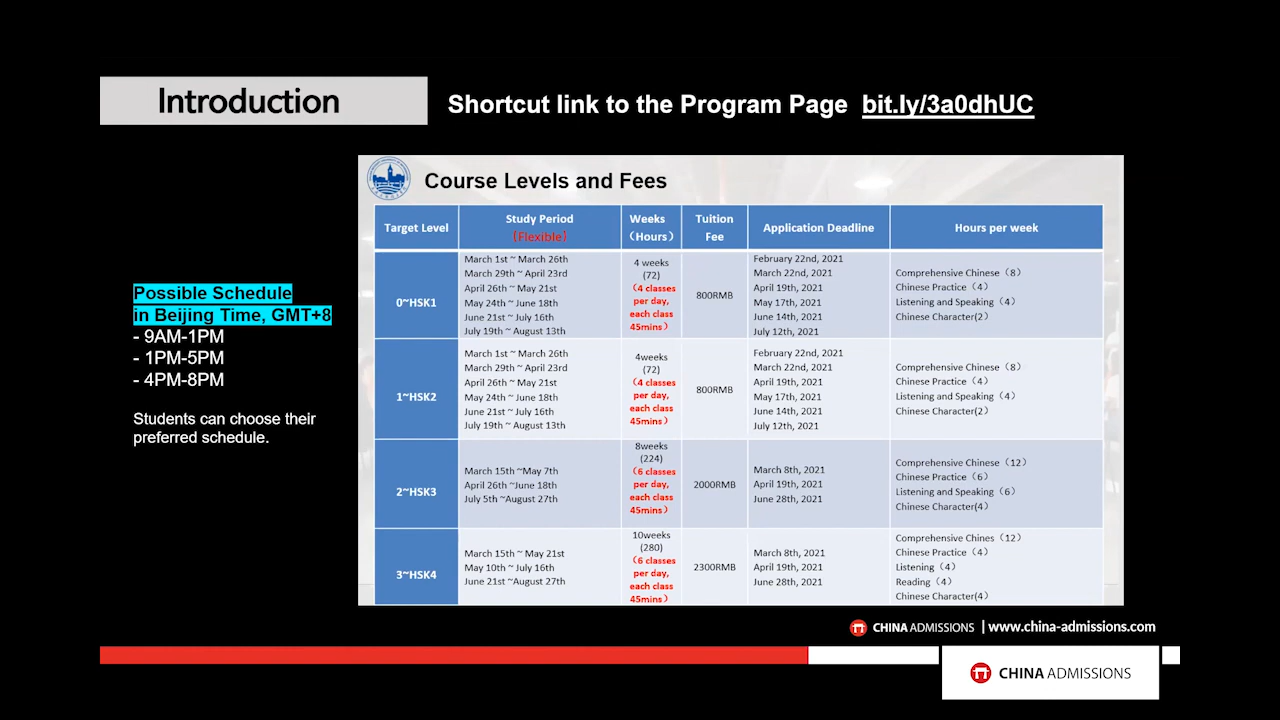 Introduction
Shortcut link to the Program Page bit.ly/3a0dhUC
Possible Schedule
in Beijing Time, GMT+8
- 9AM-1PM
- 1PM-5PM
- 4PM-8PM
Students can choose their
preferred schedule.
Course Levels and Fees
Target Level
Study Period
(Flexible)
Weeks
(Hours)
Tuition
Fee
Application Deadline
Hours per week
0~HSK1
March 1st ~ March 26th
March 29th ~ April 23rd
April 26th ~ May 21st
May 24th ~ June 18th
June 21st ~ July 16th
July 19th ~ August 13th
4 weeks
(72)
(4 classes
per day,
each class
45mins)
800RMB
February 22nd, 2021
March 22nd, 2021
April 19th, 2021
May 17th, 2021
June 14th, 2021
July 12th, 2021
Comprehensive Chinese (8)
Chinese Practice (4)
Listening and Speaking (4)
Chinese Character(2)
1~HSK2
March 1st ~ March 26th
March 29th ~ April 23rd
April 26th ~ May 21st
May 24th ~ June 18th
June 21st ~ July 16th
July 19th ~ August 13th
4weeks
(72)
(4 classes
per day,
each class
45mins)
800RMB
February 22nd, 2021
March 22nd, 2021
April 19th, 2021
May 17th, 2021
June 14th, 2021
July 12th, 2021
Comprehensive Chinese (8)
Chinese Practice (4)
Listening and Speaking (4)
Chinese Character(2)
2~HSK3
March 15th ~May 7th
April 26th ~June 18th
July 5th ~August 27th
8weeks
(224)
(6 classes
per day,
each class
45mins)
2000RMB
March 8th, 2021
April 19th, 2021
June 28th, 2021
Comprehensive Chinese (12)
Chinese Practice (6)
Listening and Speaking (6)
Chinese Character(4)
3~HSK4
March 15th ~ May 21st
May 10th ~ July 16th
June 21st ~August 27th
10weeks
(280)
(6 classes
per day,
each class
45mins)
2300RMB
March 8th, 2021
April 19th, 2021
June 28th, 2021
Comprehensive Chines (12)
Chinese Practice (4)
Listening (4)
Reading (4)
Chinese Character(4)
CHINA ADMISSIONS | www.china-admissions.com
CHINA ADMISSIONS